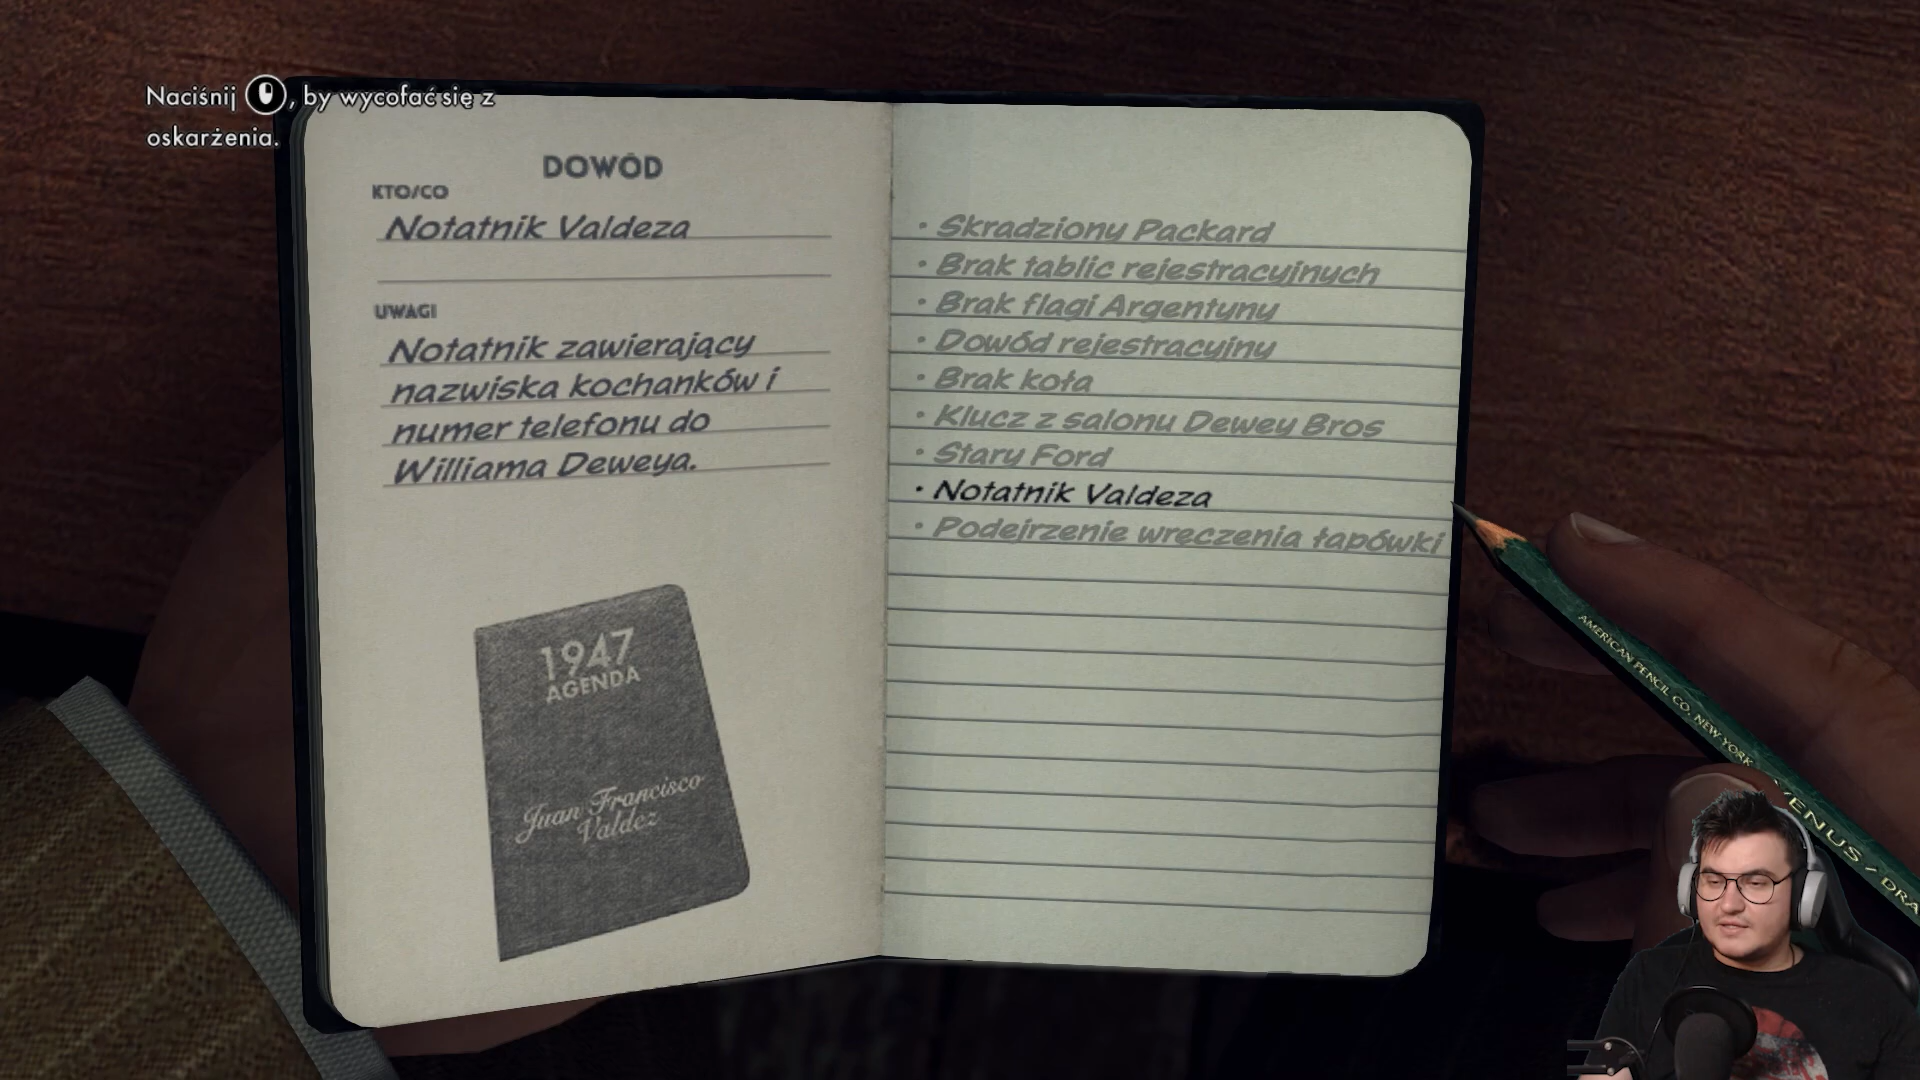 Naciśnij , by wycofać się z
oskarżenia.
DOWÓD
KTO/CO
Notatnik Valdeza
UWAGI
Notatnik zawierający
nazwiska kochanków i
numer telefonu do
Williama Deweya.
1947
AGENDA
Juan Francisco
Valdez
• Skradziony Packard
• Brak tablic rejestracyjnych
• Brak flagi Argentyny
• Dowód rejestracyjny
• Brak koła
• Klucz z salonu Dewey Bros
• Stary Ford
• Notatnik Valdeza
• Podejrzenie wręczenia łapówki
AMERICAN PENCIL CO. NEW YORK
VENUS / DRA